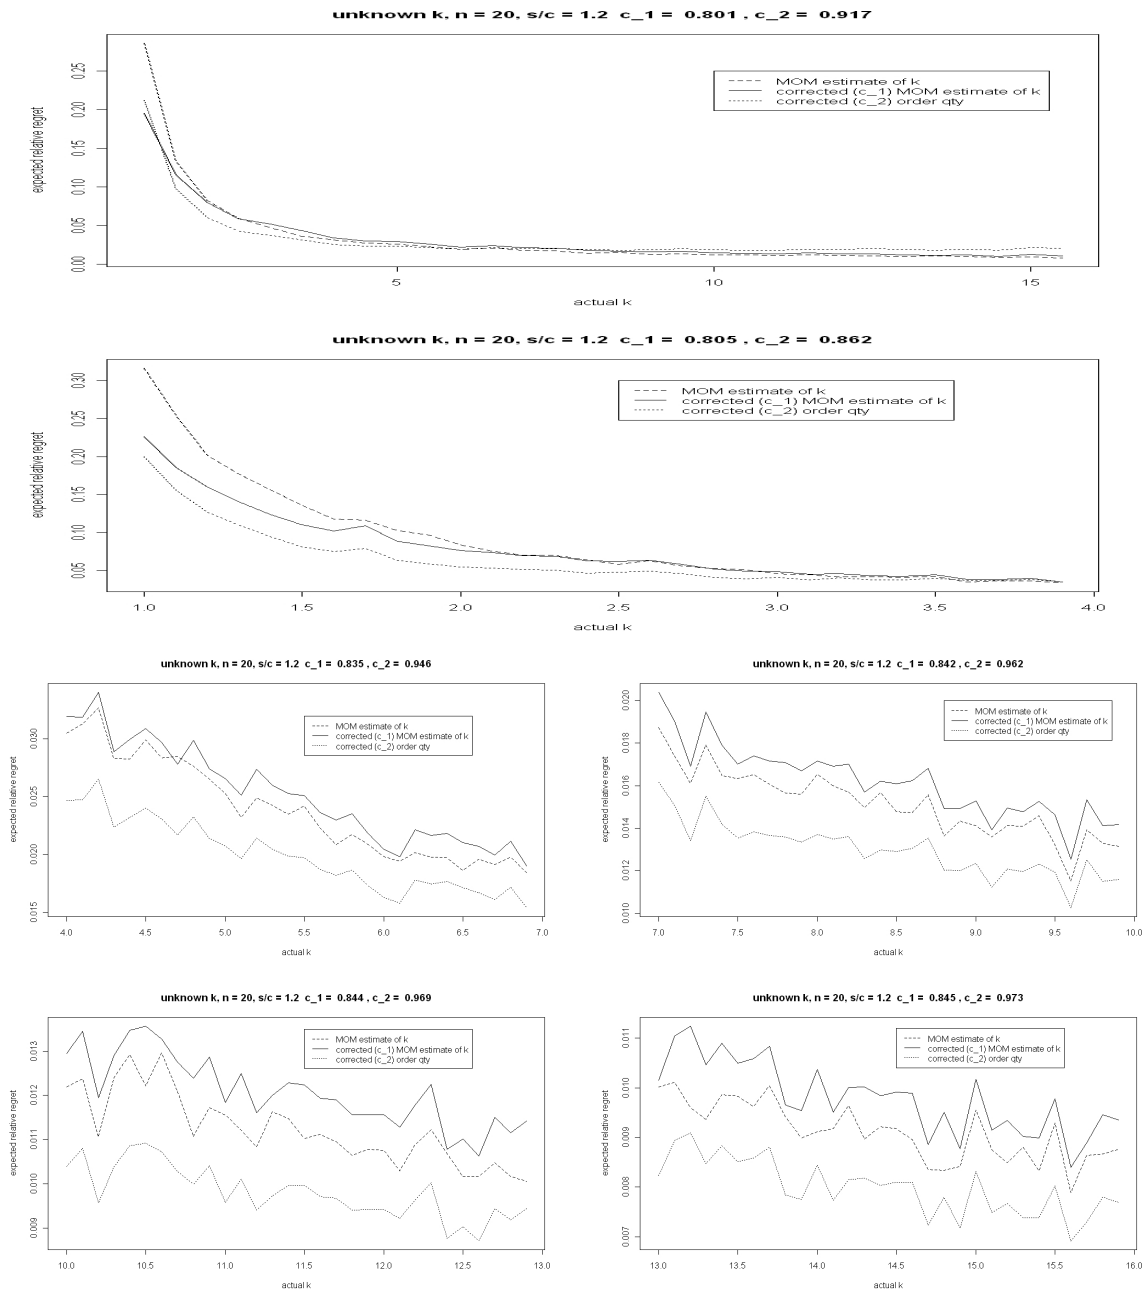 unknown k, n = 20, s/c = 1.2 c_1 = 0.801 , c_2 = 0.917
MOM estimate of k
corrected (c_1) MOM estimate of k
corrected (c_2) order qty
expected relative regret
0.00 0.05 0.10 0.15 0.20 0.25
5 10 15
actual k
unknown k, n = 20, s/c = 1.2 c_1 = 0.805 , c_2 = 0.862
MOM estimate of k
corrected (c_1) MOM estimate of k
corrected (c_2) order qty
expected relative regret
0.05 0.10 0.15 0.20 0.25 0.30
1.0 1.5 2.0 2.5 3.0 3.5 4.0
actual k
unknown k, n = 20, s/c = 1.2 c_1 = 0.835 , c_2 = 0.946
MOM estimate of k
corrected (c_1) MOM estimate of k
corrected (c_2) order qty
expected relative regret
0.015 0.020 0.025 0.030
4.0 4.5 5.0 5.5 6.0 6.5 7.0
actual k
unknown k, n = 20, s/c = 1.2 c_1 = 0.842 , c_2 = 0.962
MOM estimate of k
corrected (c_1) MOM estimate of k
corrected (c_2) order qty
expected relative regret
0.010 0.012 0.014 0.016 0.018 0.020
7.0 7.5 8.0 8.5 9.0 9.5 10.0
actual k
unknown k, n = 20, s/c = 1.2 c_1 = 0.844 , c_2 = 0.969
MOM estimate of k
corrected (c_1) MOM estimate of k
corrected (c_2) order qty
expected relative regret
0.009 0.010 0.011 0.012 0.013
10.0 10.5 11.0 11.5 12.0 12.5 13.0
actual k
unknown k, n = 20, s/c = 1.2 c_1 = 0.845 , c_2 = 0.973
MOM estimate of k
corrected (c_1) MOM estimate of k
corrected (c_2) order qty
expected relative regret
0.007 0.008 0.009 0.010 0.011
13.0 13.5 14.0 14.5 15.0 15.5 16.0
actual k